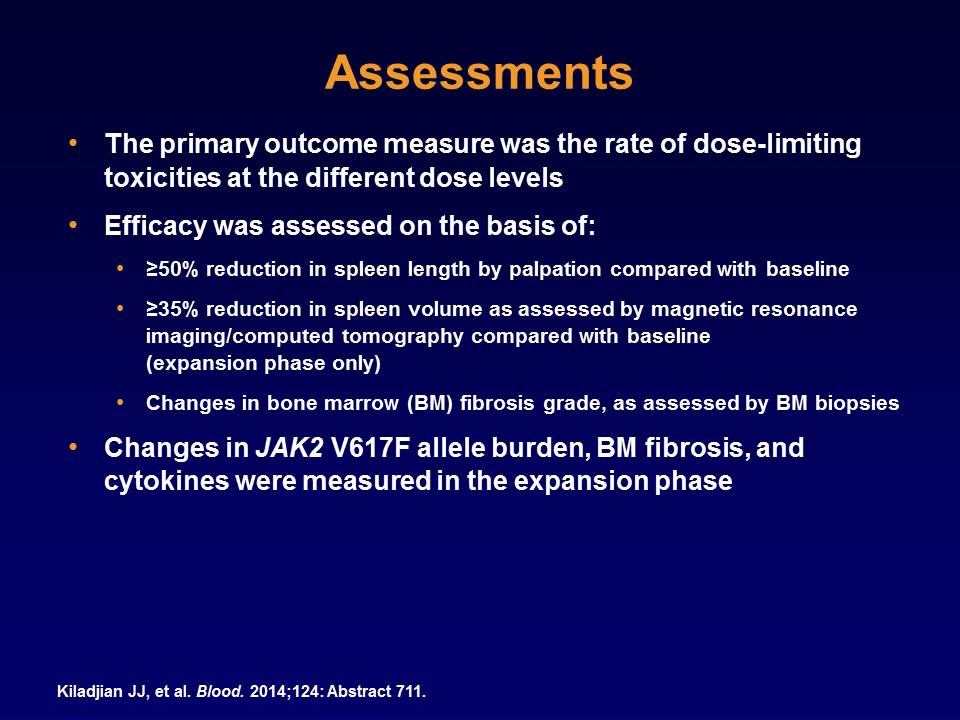 Assessments
• The primary outcome measure was the rate of dose-limiting
toxicities at the different dose levels
• Efficacy was assessed on the basis of:
• ≥50% reduction in spleen length by palpation compared with baseline
• ≥35% reduction in spleen volume as assessed by magnetic resonance
imaging/computed tomography compared with baseline
(expansion phase only)
• Changes in bone marrow (BM) fibrosis grade, as assessed by BM biopsies
• Changes in JAK2 V617F allele burden, BM fibrosis, and
cytokines were measured in the expansion phase
Kiladjian JJ, et al. Blood. 2014;124: Abstract 711.